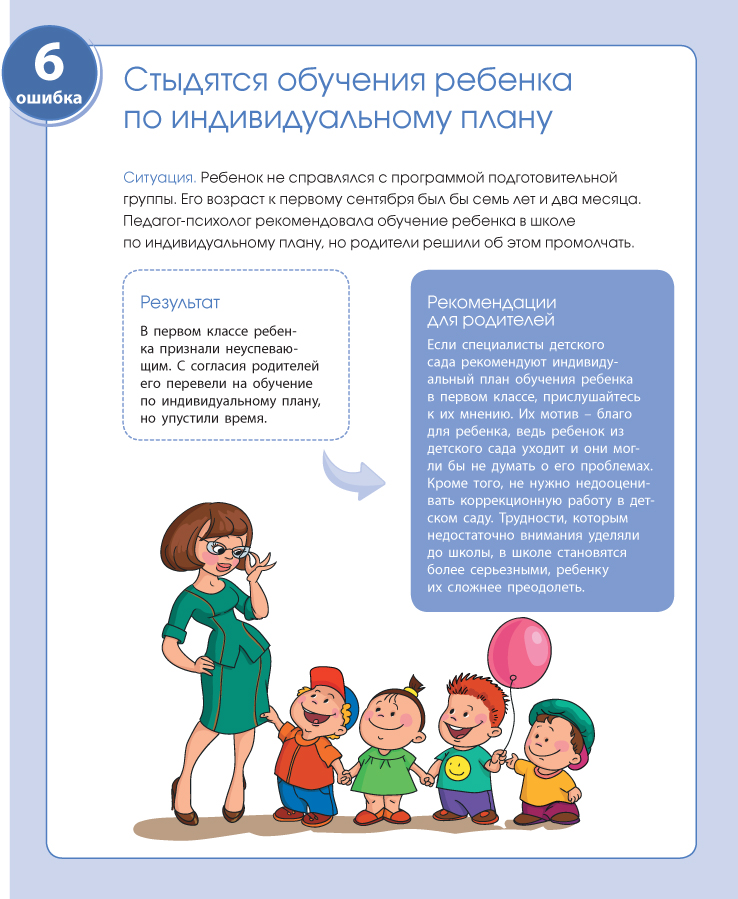 6
ошибка
Стыдятся обучения ребенка
по индивидуальному плану
Ситуация. Ребенок не справлялся с программой подготовительной
группы. Его возраст к первому сентября был бы семь лет и два месяца.
Педагог-психолог рекомендовала обучение ребенка в школе
по индивидуальному плану, но родители решили об этом промолчать.
Результат
В первом классе ребен-
ка признали неуспеваю-
щим. С согласия родителей
его перевели на обучение
по индивидуальному плану,
но упустили время.
Рекомендации
для родителей
Если специалисты детского
сада рекомендуют индивиду-
альный план обучения ребенка
в первом классе, прислушайтесь
к их мнению. Их мотив – благо
для ребенка, ведь ребенок из
детского сада уходит и они мог-
ли бы не думать о его проблемах.
Кроме того, не нужно недооцени-
вать коррекционную работу в дет-
ском саду. Трудности, которым
недостаточно внимания уделяли
до школы, в школе становятся
более серьезными, ребенку
их сложнее преодолеть.